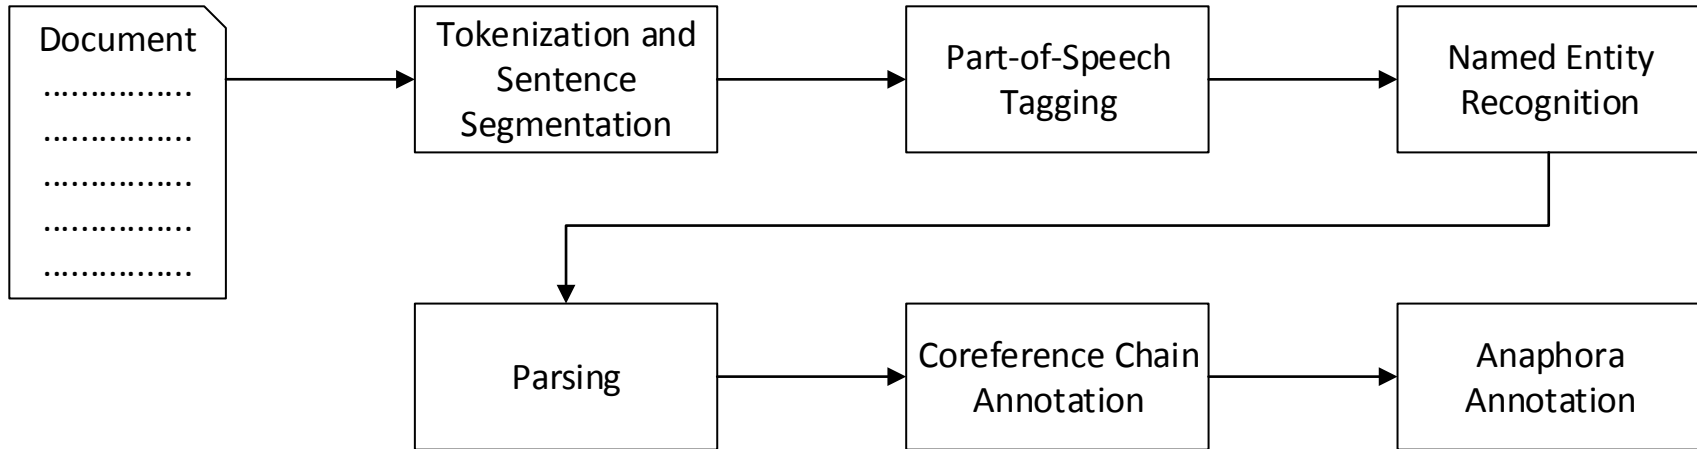 Document
................
................
................
................
................
Tokenization and
Sentence
Segmentation
Part-of-Speech
Tagging
Named Entity
Recognition
Parsing
Coreference Chain
Annotation
Anaphora
Annotation